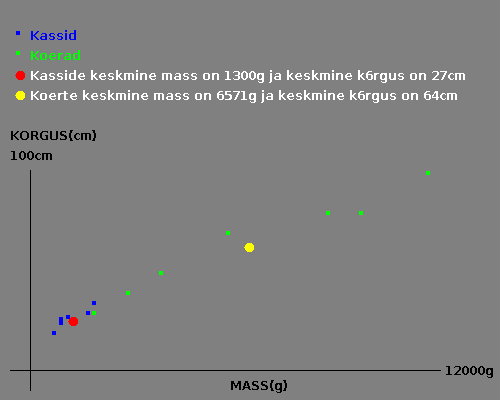 Kassid
Koerad
Kasside keskmine mass on 1300g ja keskmine k6rgus on 27cm
Koerte keskmine mass on 6571g ja keskmine k6rgus on 64cm
KORGUS(cm)
100cm
12000g
MASS(g)